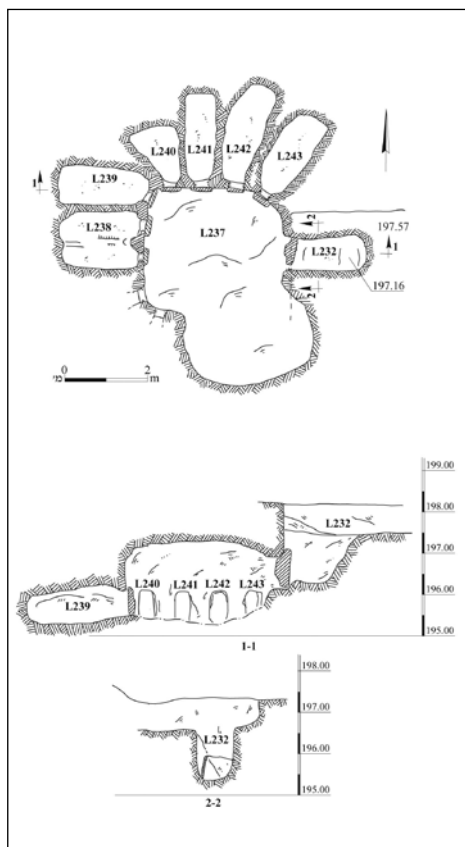 L240
L241
L242
L243
L239
1
L238
L237
2
197.57
1
L232
197.16
2
0 2
מ' m
199.00
198.00
L232
197.00
L240 L241 L242 L243
196.00
L239
195.00
1-1
198.00
197.00
L232
196.00
195.00
2-2